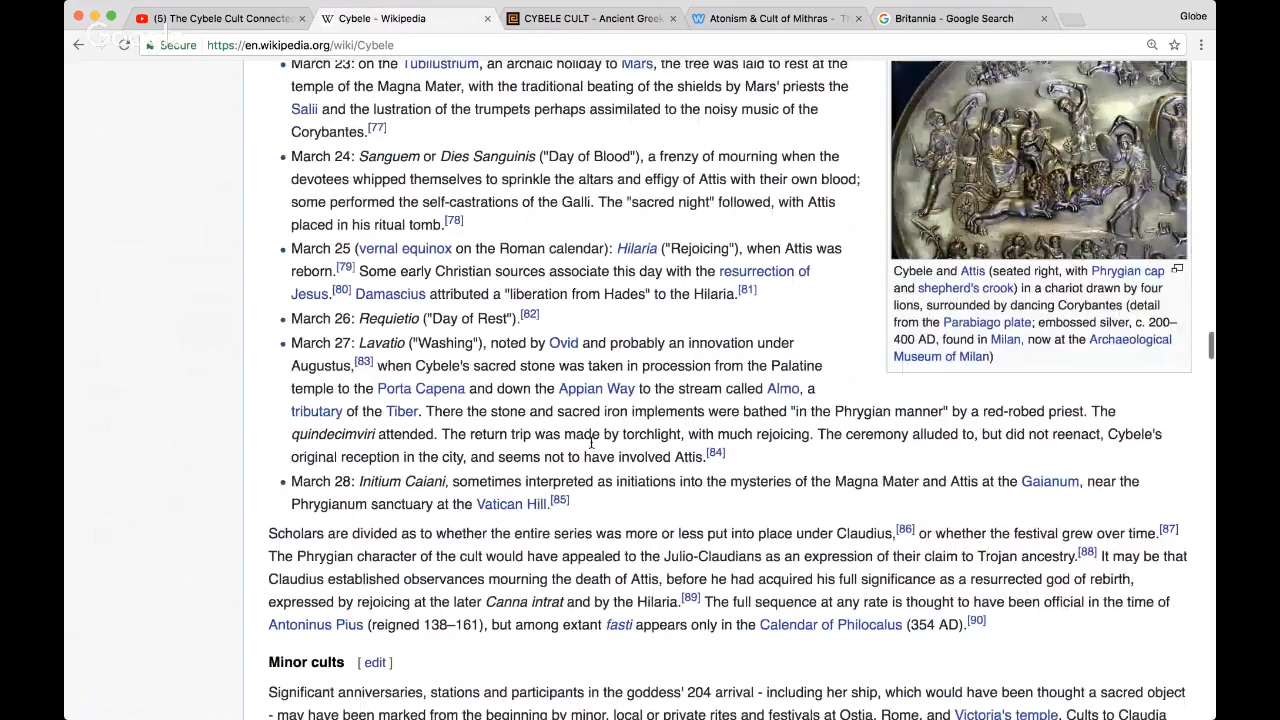 (5) The Cybele Cult Connected
Cybele - Wikipedia
CYBELE CULT - Ancient Greek
Atonism & Cult of Mithras - Th
Britannia - Google Search
Globe
Secure
https://en.wikipedia.org/wiki/Cybele
March 23: on the Tubilustrium, an archaic holiday to Mars, the tree was laid to rest at the
temple of the Magna Mater, with the traditional beating of the shields by Mars' priests the
Salii and the lustration of the trumpets perhaps assimilated to the noisy music of the
Corybantes.[77]
March 24: Sanguem or Dies Sanguinis ("Day of Blood"), a frenzy of mourning when the
devotees whipped themselves to sprinkle the altars and effigy of Attis with their own blood;
some performed the self-castrations of the Galli. The "sacred night" followed, with Attis
placed in his ritual tomb.[78]
March 25 (vernal equinox on the Roman calendar): Hilaria ("Rejoicing"), when Attis was
reborn.[79] Some early Christian sources associate this day with the resurrection of
Jesus.[80] Damascius attributed a "liberation from Hades" to the Hilaria.[81]
March 26: Requietio ("Day of Rest").[82]
March 27: Lavatio ("Washing"), noted by Ovid and probably an innovation under
Augustus,[83] when Cybele's sacred stone was taken in procession from the Palatine
temple to the Porta Capena and down the Appian Way to the stream called Almo, a
tributary of the Tiber. There the stone and sacred iron implements were bathed "in the Phrygian manner" by a red-robed priest. The
quindecimviri attended. The return trip was made by torchlight, with much rejoicing. The ceremony alluded to, but did not reenact, Cybele's
original reception in the city, and seems not to have involved Attis.[84]
March 28: Initium Caiani, sometimes interpreted as initiations into the mysteries of the Magna Mater and Attis at the Gaianum, near the
Phrygianum sanctuary at the Vatican Hill.[85]
Cybele and Attis (seated right, with Phrygian cap
and shepherd's crook) in a chariot drawn by four
lions, surrounded by dancing Corybantes (detail
from the Parabiago plate; embossed silver, c. 200–
400 AD, found in Milan, now at the Archaeological
Museum of Milan)
Scholars are divided as to whether the entire series was more or less put into place under Claudius,[86] or whether the festival grew over time.[87]
The Phrygian character of the cult would have appealed to the Julio-Claudians as an expression of their claim to Trojan ancestry.[88] It may be that
Claudius established observances mourning the death of Attis, before he had acquired his full significance as a resurrected god of rebirth,
expressed by rejoicing at the later Canna intrat and by the Hilaria.[89] The full sequence at any rate is thought to have been official in the time of
Antoninus Pius (reigned 138–161), but among extant fasti appears only in the Calendar of Philocalus (354 AD).[90]
Minor cults [ edit ]
Significant anniversaries, stations and participants in the goddess' 204 arrival - including her ship, which would have been thought a sacred object
- may have been marked from the beginning by minor, local or private rites and festivals at Ostia, Rome, and Victoria's temple. Cults to Claudia